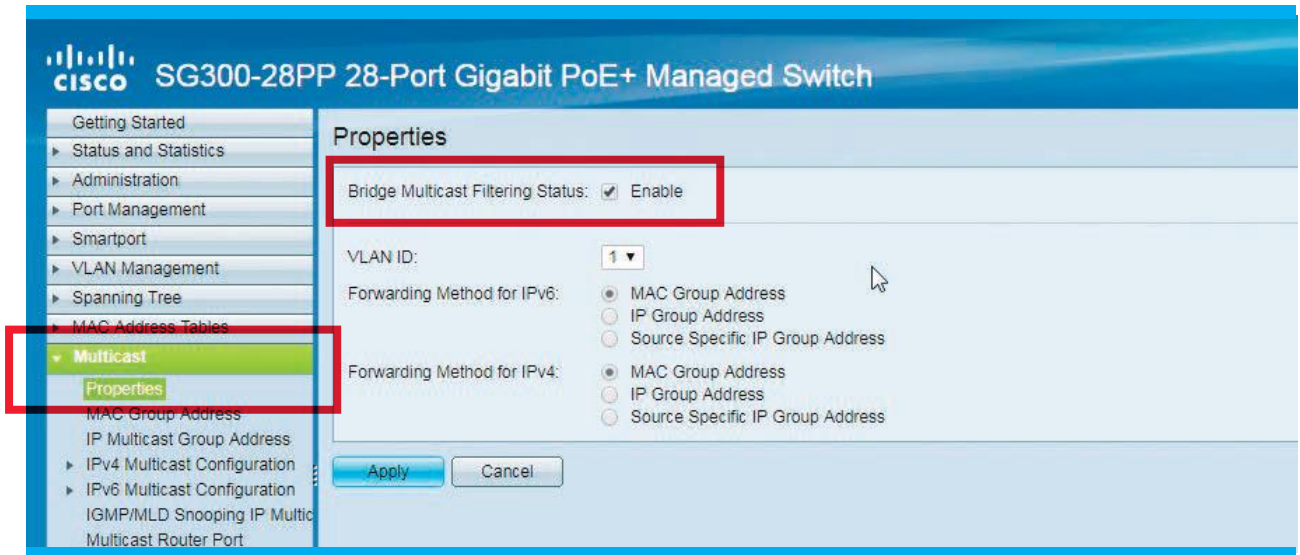 CISCO SG300-28PP 28-Port Gigabit PoE+ Managed Switch
Getting Started
Status and Statistics
Administration
Port Management
Smartport
VLAN Management
Spanning Tree
MAC Address Tables
Multicast
Properties
MAC Group Address
IP Multicast Group Address
IPv4 Multicast Configuration
IPv6 Multicast Configuration
IGMP/MLD Snooping IP Multic
Multicast Router Port
Properties
Bridge Multicast Filtering Status: Enable
VLAN ID: 1
Forwarding Method for IPv6: MAC Group Address
IP Group Address
Source Specific IP Group Address
Forwarding Method for IPv4: MAC Group Address
IP Group Address
Source Specific IP Group Address
Apply Cancel